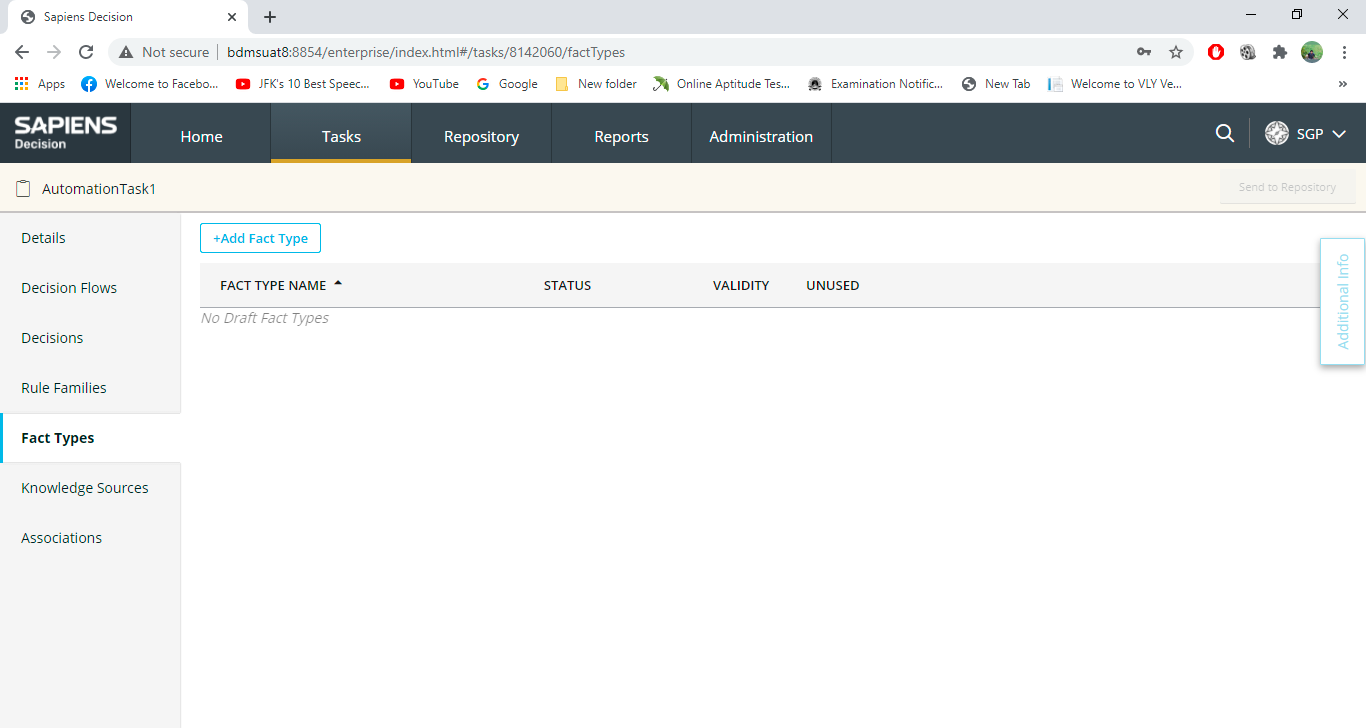 Sapiens Decision
Not secure bdmsuat8:8854/enterprise/index.html#/tasks/8142060/factTypes
Apps Welcome to Facebo... JFK's 10 Best Speec... YouTube Google New folder Online Aptitude Tes... Examination Notific... New Tab Welcome to VLY Ve... »
SAPIENS
Decision
Home Tasks Repository Reports Administration SGP
AutomationTask1 Send to Repository
Details
Decision Flows
Decisions
Rule Families
Fact Types
Knowledge Sources
Associations
+Add Fact Type
FACT TYPE NAME STATUS VALIDITY UNUSED
No Draft Fact Types
Additional Info